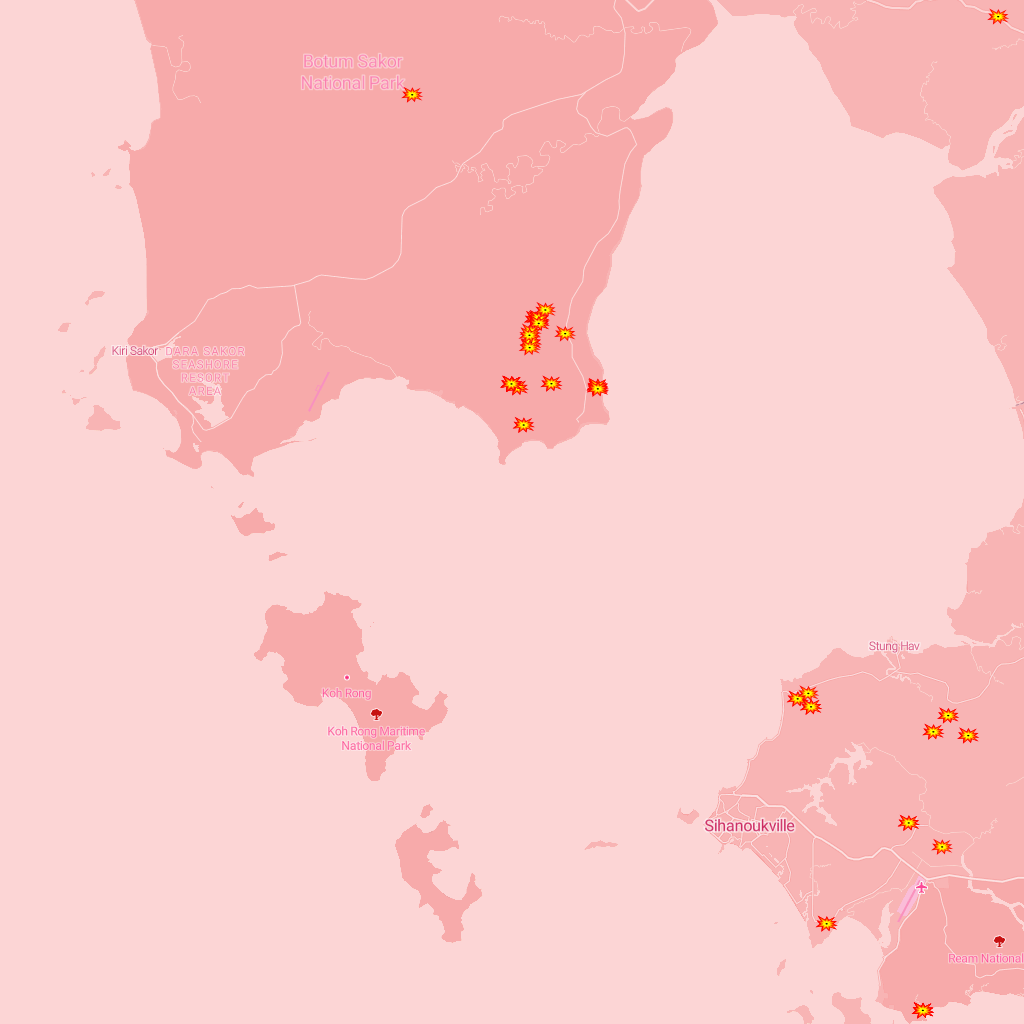 Botum Sakor
National Park
Kiri Sakor
DARA SAKOR
SEASHORE
RESORT
AREA
Stung Hav
Koh Rong
Koh Rong Maritime
National Park
Sihanoukville
Ream National